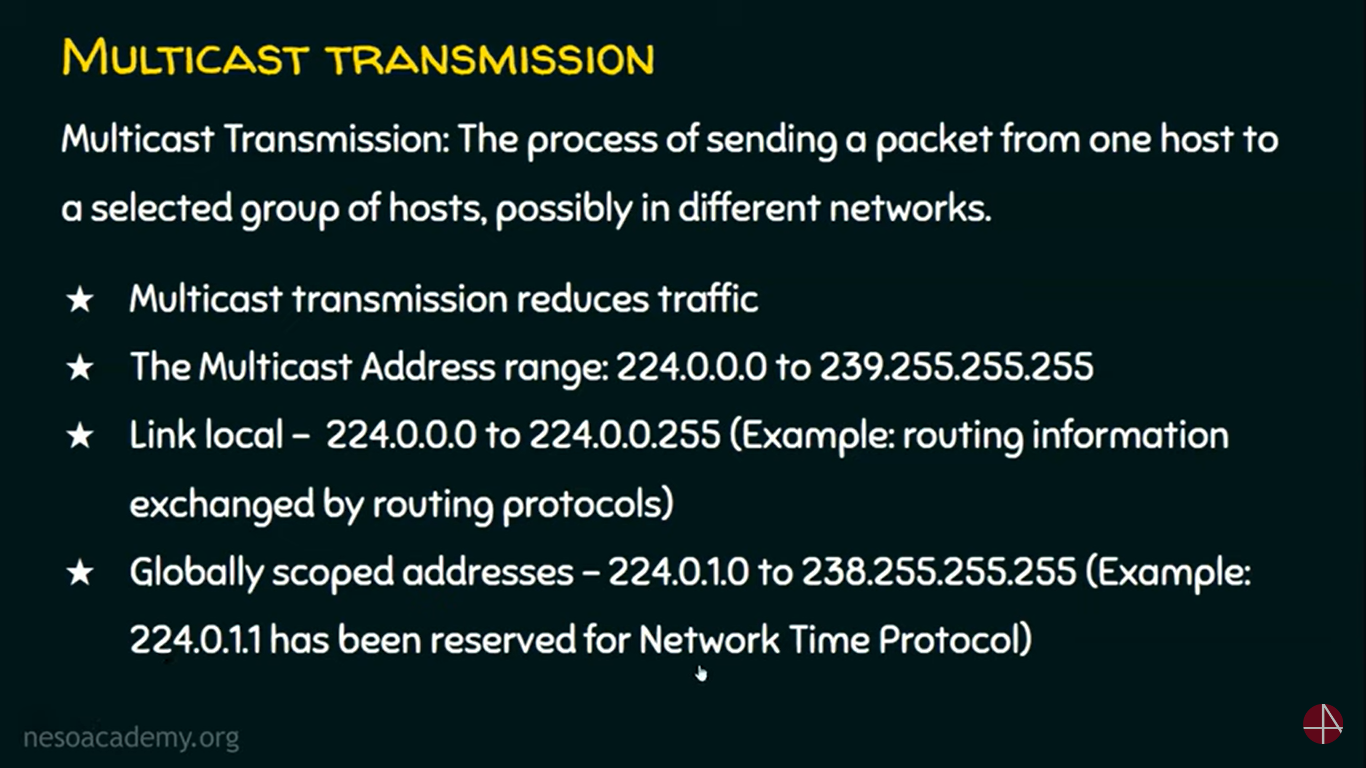 MULTICAST TRANSMISSION
Multicast Transmission: The process of sending a packet from one host to
a selected group of hosts, possibly in different networks.
★ Multicast transmission reduces traffic
★ The Multicast Address range: 224.0.0.0 to 239.255.255.255
★ Link local – 224.0.0.0 to 224.0.0.255 (Example: routing information
exchanged by routing protocols)
★ Globally scoped addresses – 224.0.1.0 to 238.255.255.255 (Example:
224.0.1.1 has been reserved for Network Time Protocol)
nesoacademy.org